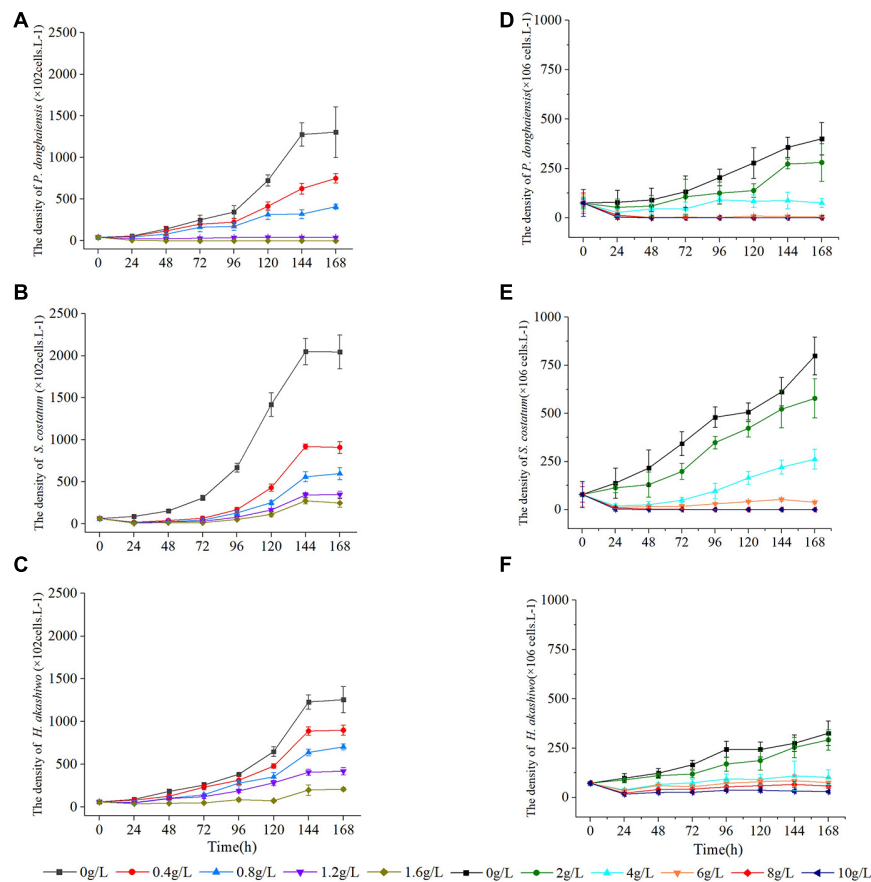 A
The density of P. donghaiensis (×102cells.L-1)
2500
2000
1500
1000
500
0
0 24 48 72 96 120 144 168
D
The density of P. donghaiensis(×106 cells.L-1)
1000
750
500
250
0
0 24 48 72 96 120 144 168
B
The density of S. costatum (×102cells.L-1)
2500
2000
1500
1000
500
0
0 24 48 72 96 120 144 168
E
The density of S. costatum(×106 cells.L-1)
1000
750
500
250
0
0 24 48 72 96 120 144 168
C
The density of H. akashiwo (×102cells.L-1)
2500
2000
1500
1000
500
0
0 24 48 72 96 120 144 168
Time(h)
F
The density of H. akashiwo(×106 cells.L-1)
1000
750
500
250
0
0 24 48 72 96 120 144 168
Time(h)
0g/L 0.4g/L 0.8g/L 1.2g/L 1.6g/L 0g/L 2g/L 4g/L 6g/L 8g/L 10g/L